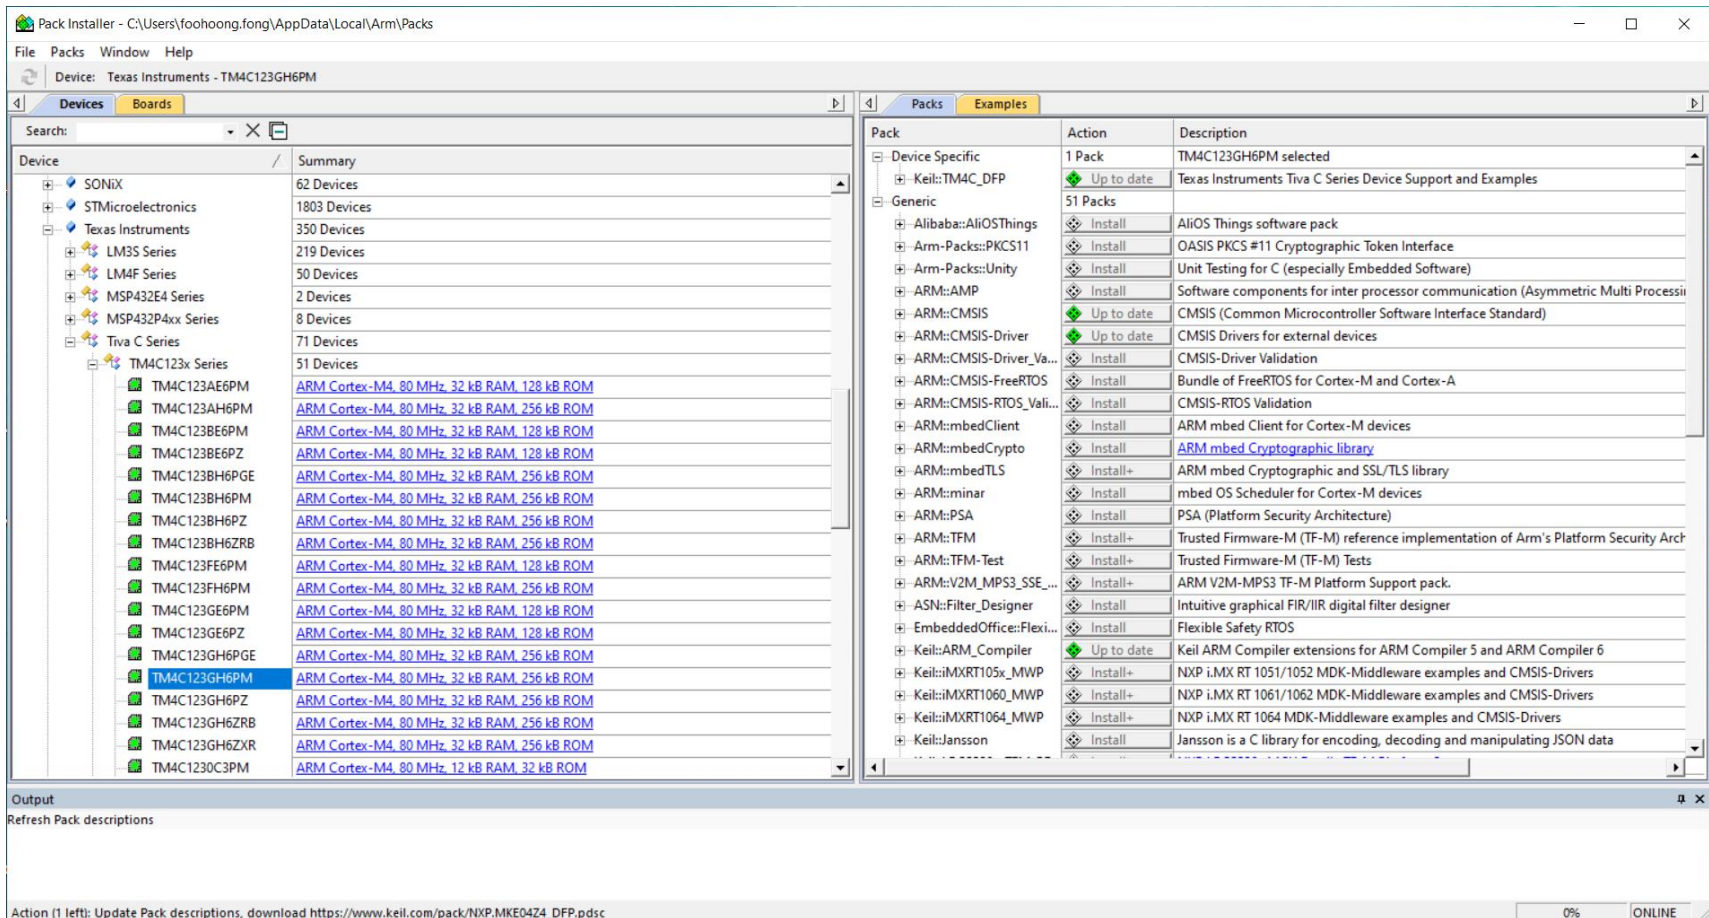 Pack Installer - C:\Users\foohoong.fong\AppData\Local\Arm\Packs
File Packs Window Help
Device: Texas Instruments - TM4C123GH6PM
Devices Boards
Search:
Device Summary
SONiX 62 Devices
STMicroelectronics 1803 Devices
Texas Instruments 350 Devices
LM3S Series 219 Devices
LM4F Series 50 Devices
MSP432E4 Series 2 Devices
MSP432P4xx Series 8 Devices
Tiva C Series 71 Devices
TM4C123x Series 51 Devices
TM4C123AE6PM ARM Cortex-M4, 80 MHz, 32 kB RAM, 128 kB ROM
TM4C123AH6PM ARM Cortex-M4, 80 MHz, 32 kB RAM, 256 kB ROM
TM4C123BE6PM ARM Cortex-M4, 80 MHz, 32 kB RAM, 128 kB ROM
TM4C123BE6PZ ARM Cortex-M4, 80 MHz, 32 kB RAM, 128 kB ROM
TM4C123BH6PGE ARM Cortex-M4, 80 MHz, 32 kB RAM, 256 kB ROM
TM4C123BH6PM ARM Cortex-M4, 80 MHz, 32 kB RAM, 256 kB ROM
TM4C123BH6PZ ARM Cortex-M4, 80 MHz, 32 kB RAM, 256 kB ROM
TM4C123BH6ZRB ARM Cortex-M4, 80 MHz, 32 kB RAM, 256 kB ROM
TM4C123FE6PM ARM Cortex-M4, 80 MHz, 32 kB RAM, 128 kB ROM
TM4C123FH6PM ARM Cortex-M4, 80 MHz, 32 kB RAM, 256 kB ROM
TM4C123GE6PM ARM Cortex-M4, 80 MHz, 32 kB RAM, 128 kB ROM
TM4C123GE6PZ ARM Cortex-M4, 80 MHz, 32 kB RAM, 128 kB ROM
TM4C123GH6PGE ARM Cortex-M4, 80 MHz, 32 kB RAM, 256 kB ROM
TM4C123GH6PM ARM Cortex-M4, 80 MHz, 32 kB RAM, 256 kB ROM
TM4C123GH6PZ ARM Cortex-M4, 80 MHz, 32 kB RAM, 256 kB ROM
TM4C123GH6ZRB ARM Cortex-M4, 80 MHz, 32 kB RAM, 256 kB ROM
TM4C123GH6ZXR ARM Cortex-M4, 80 MHz, 32 kB RAM, 256 kB ROM
TM4C1230C3PM ARM Cortex-M4, 80 MHz, 12 kB RAM, 32 kB ROM
Packs Examples
Pack Action Description
Device Specific 1 Pack TM4C123GH6PM selected
Keil::TM4C_DFP Up to date Texas Instruments Tiva C Series Device Support and Examples
Generic 51 Packs
Alibaba::AliOSThings Install AliOS Things software pack
Arm-Packs::PKCS11 Install OASIS PKCS #11 Cryptographic Token Interface
Arm-Packs::Unity Install Unit Testing for C (especially Embedded Software)
ARM::AMP Install Software components for inter processor communication (Asymmetric Multi Processi
ARM::CMSIS Up to date CMSIS (Common Microcontroller Software Interface Standard)
ARM::CMSIS-Driver Up to date CMSIS Drivers for external devices
ARM::CMSIS-Driver_Va... Install CMSIS-Driver Validation
ARM::CMSIS-FreeRTOS Install Bundle of FreeRTOS for Cortex-M and Cortex-A
ARM::CMSIS-RTOS_Vali... Install CMSIS-RTOS Validation
ARM::mbedClient Install ARM mbed Client for Cortex-M devices
ARM::mbedCrypto Install ARM mbed Cryptographic library
ARM::mbedTLS Install+ ARM mbed Cryptographic and SSL/TLS library
ARM::minar Install mbed OS Scheduler for Cortex-M devices
ARM::PSA Install PSA (Platform Security Architecture)
ARM::TFM Install+ Trusted Firmware-M (TF-M) reference implementation of Arm's Platform Security Arch
ARM::TFM-Test Install+ Trusted Firmware-M (TF-M) Tests
ARM::V2M_MPS3_SSE_... Install+ ARM V2M-MPS3 TF-M Platform Support pack.
ASN::Filter_Designer Install Intuitive graphical FIR/IIR digital filter designer
EmbeddedOffice::Flexi... Install Flexible Safety RTOS
Keil::ARM_Compiler Up to date Keil ARM Compiler extensions for ARM Compiler 5 and ARM Compiler 6
Keil::iMXRT105x_MWP Install+ NXP i.MX RT 1051/1052 MDK-Middleware examples and CMSIS-Drivers
Keil::iMXRT1060_MWP Install+ NXP i.MX RT 1061/1062 MDK-Middleware examples and CMSIS-Drivers
Keil::iMXRT1064_MWP Install+ NXP i.MX RT 1064 MDK-Middleware examples and CMSIS-Drivers
Keil::Jansson Install Jansson is a C library for encoding, decoding and manipulating JSON data
Output
Refresh Pack descriptions
Action (1 left): Update Pack descriptions, download https://www.keil.com/pack/NXP.MKE04Z4_DFP.pdsc
0% ONLINE